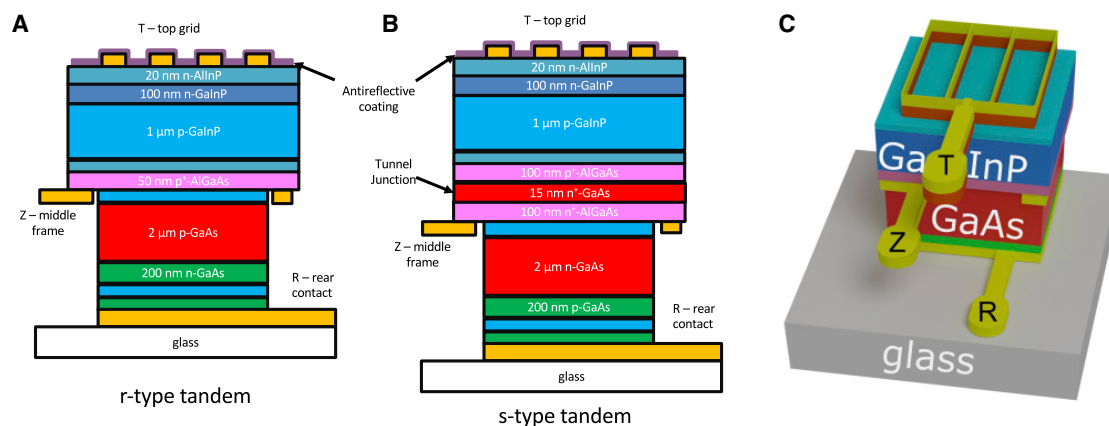 A
T – top grid
20 nm n-AlInP
100 nm n-GaInP
1 µm p-GaInP
50 nm p⁺-AlGaAs
Z – middle
frame
2 µm p-GaAs
200 nm n-GaAs
R – rear
contact
glass
r-type tandem
Antireflective
coating
Tunnel
Junction
B
T – top grid
20 nm n-AlInP
100 nm n-GaInP
1 µm p-GaInP
100 nm p⁺-AlGaAs
15 nm n⁺-GaAs
100 nm n⁺-AlGaAs
Z – middle
frame
2 µm n-GaAs
200 nm p-GaAs
R – rear
contact
glass
s-type tandem
C
GaInP
T
GaAs
Z
R
glass